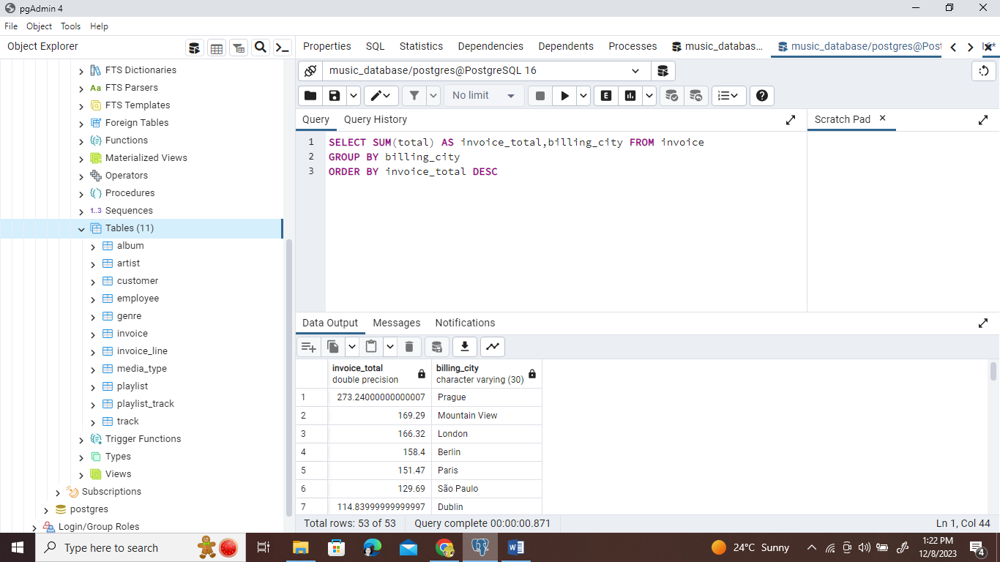 pgAdmin 4
File Object Tools Help
Object Explorer
FTS Dictionaries
Aa FTS Parsers
FTS Templates
Foreign Tables
Functions
Materialized Views
Operators
Procedures
1..3 Sequences
Tables (11)
album
artist
customer
employee
genre
invoice
invoice_line
media_type
playlist
playlist_track
track
Trigger Functions
Types
Views
Subscriptions
postgres
Login/Group Roles
Properties SQL Statistics Dependencies Dependents Processes music_databas... music_database/postgres@Post
music_database/postgres@PostgreSQL 16
No limit E
Query Query History
Scratch Pad
1 SELECT SUM(total) AS invoice_total,billing_city FROM invoice
2 GROUP BY billing_city
3 ORDER BY invoice_total DESC
Data Output Messages Notifications
invoice_total billing_city
double precision character varying (30)
1 273.24000000000007 Prague
2 169.29 Mountain View
3 166.32 London
4 158.4 Berlin
5 151.47 Paris
6 129.69 São Paulo
7 114.83999999999997 Dublin
Total rows: 53 of 53 Query complete 00:00:00.871 Ln 1, Col 44
Type here to search
24°C Sunny
1:22 PM
12/8/2023
4